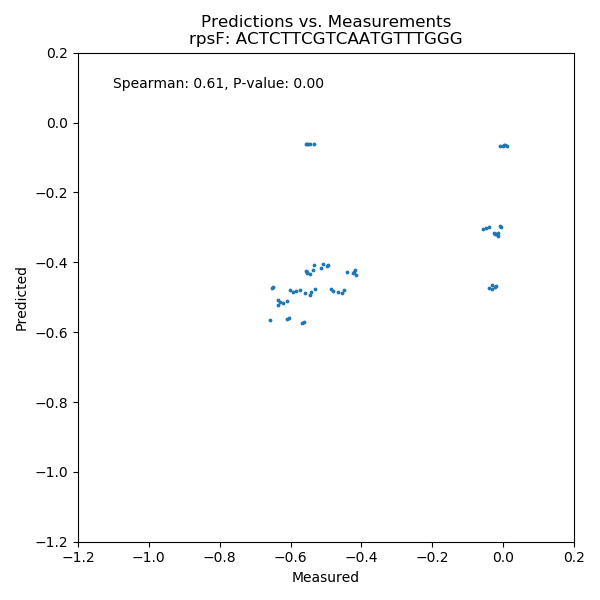 Predictions vs. Measurements
rpsF: ACTCTTCGTCAATGTTTGGG
Spearman: 0.61, P-value: 0.00
0.2
0.0
−0.2
−0.4
−0.6
−0.8
−1.0
−1.2
Predicted
−1.2 −1.0 −0.8 −0.6 −0.4 −0.2 0.0 0.2
Measured